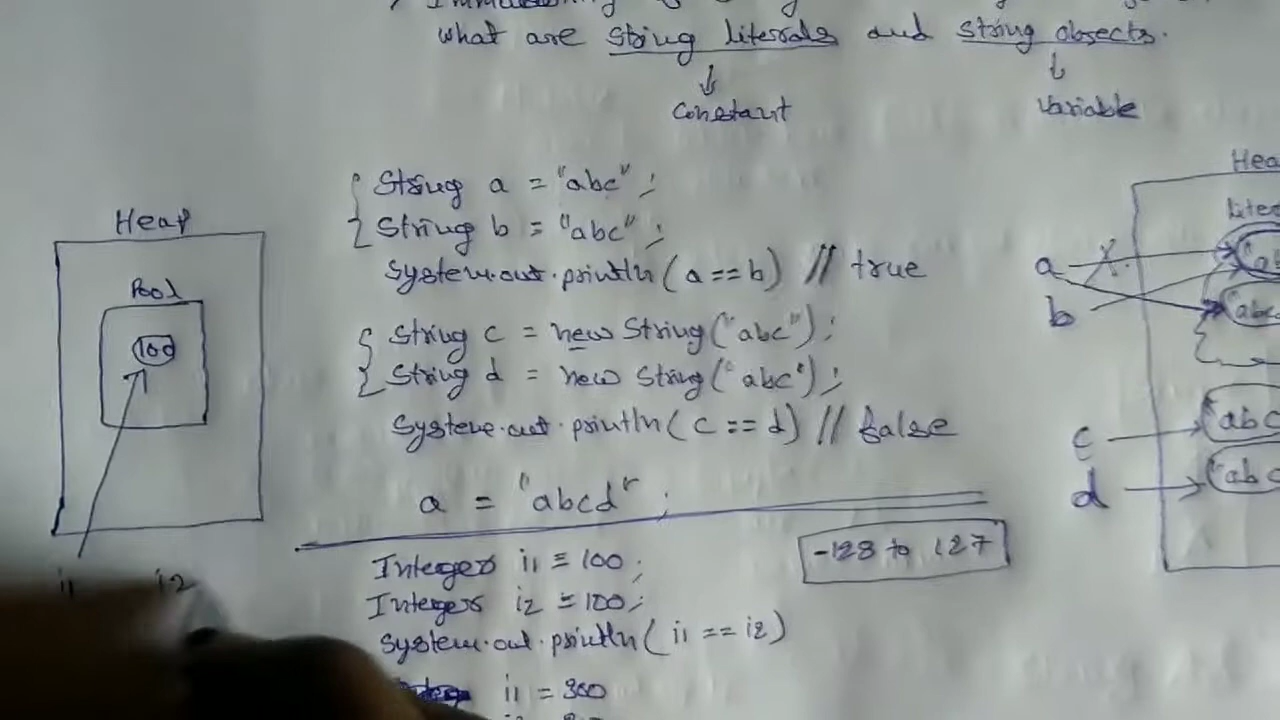 what are string literals and string objects.
Constant
Variable
String a = "abc";
String b = "abc";
System.out.println(a==b) // true
String c = new String("abc");
String d = new String("abc");
System.out.println(c==d) // false
a = "abcd";
Integer i1 = 100;
Integer i2 = 100;
System.out.println(i1 == i2)
i1 = 300
-128 to 127
Heap
Pool
100
i1 i2
a
b
c
d
abc
abc